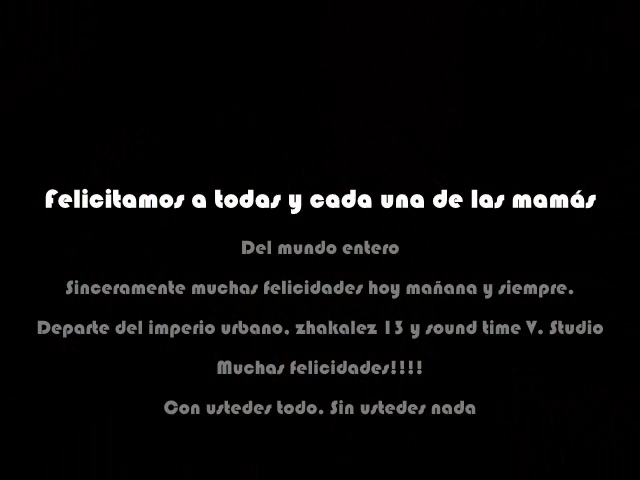 Felicitamos a todas y cada una de las mamás
Del mundo entero
Sinceramente muchas felicidades hoy mañana y siempre.
Departe del imperio urbano, zhakalez 13 y sound time V. Studio
Muchas felicidades!!!!
Con ustedes todo. Sin ustedes nada